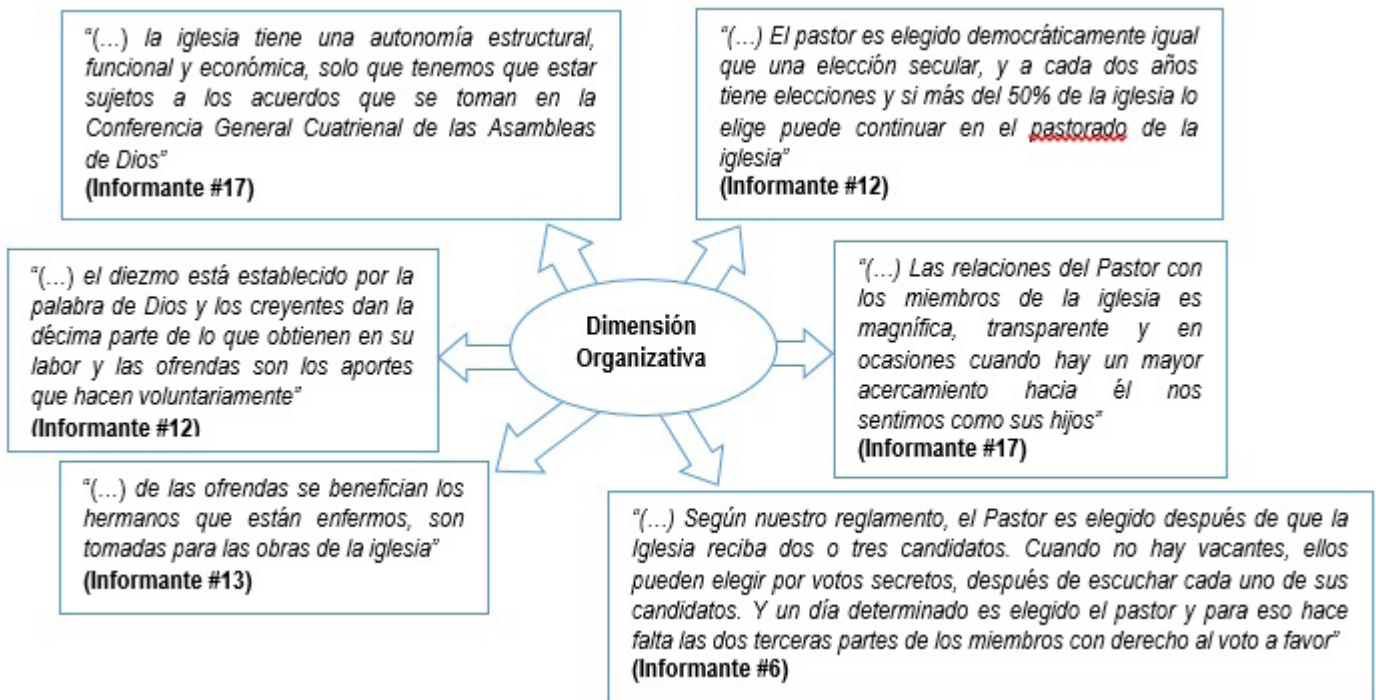 “(...) la iglesia tiene una autonomía estructural,
funcional y económica, solo que tenemos que estar
sujetos a los acuerdos que se toman en la
Conferencia General Cuatrienal de las Asambleas
de Dios”
(Informante #17)
“(...) El pastor es elegido democráticamente igual
que una elección secular, y a cada dos años
tiene elecciones y si más del 50% de la iglesia lo
elige puede continuar en el pastorado de la
iglesia”
(Informante #12)
“(...) el diezmo está establecido por la
palabra de Dios y los creyentes dan la
décima parte de lo que obtienen en su
labor y las ofrendas son los aportes
que hacen voluntariamente”
(Informante #12)
Dimensión
Organizativa
“(...) Las relaciones del Pastor con
los miembros de la iglesia es
magnífica, transparente y en
ocasiones cuando hay un mayor
acercamiento hacia él nos
sentimos como sus hijos”
(Informante #17)
“(...) de las ofrendas se benefician los
hermanos que están enfermos, son
tomadas para las obras de la iglesia”
(Informante #13)
“(...) Según nuestro reglamento, el Pastor es elegido después de que la
Iglesia reciba dos o tres candidatos. Cuando no hay vacantes, ellos
pueden elegir por votos secretos, después de escuchar cada uno de sus
candidatos. Y un día determinado es elegido el pastor y para eso hace
falta las dos terceras partes de los miembros con derecho al voto a favor”
(Informante #6)